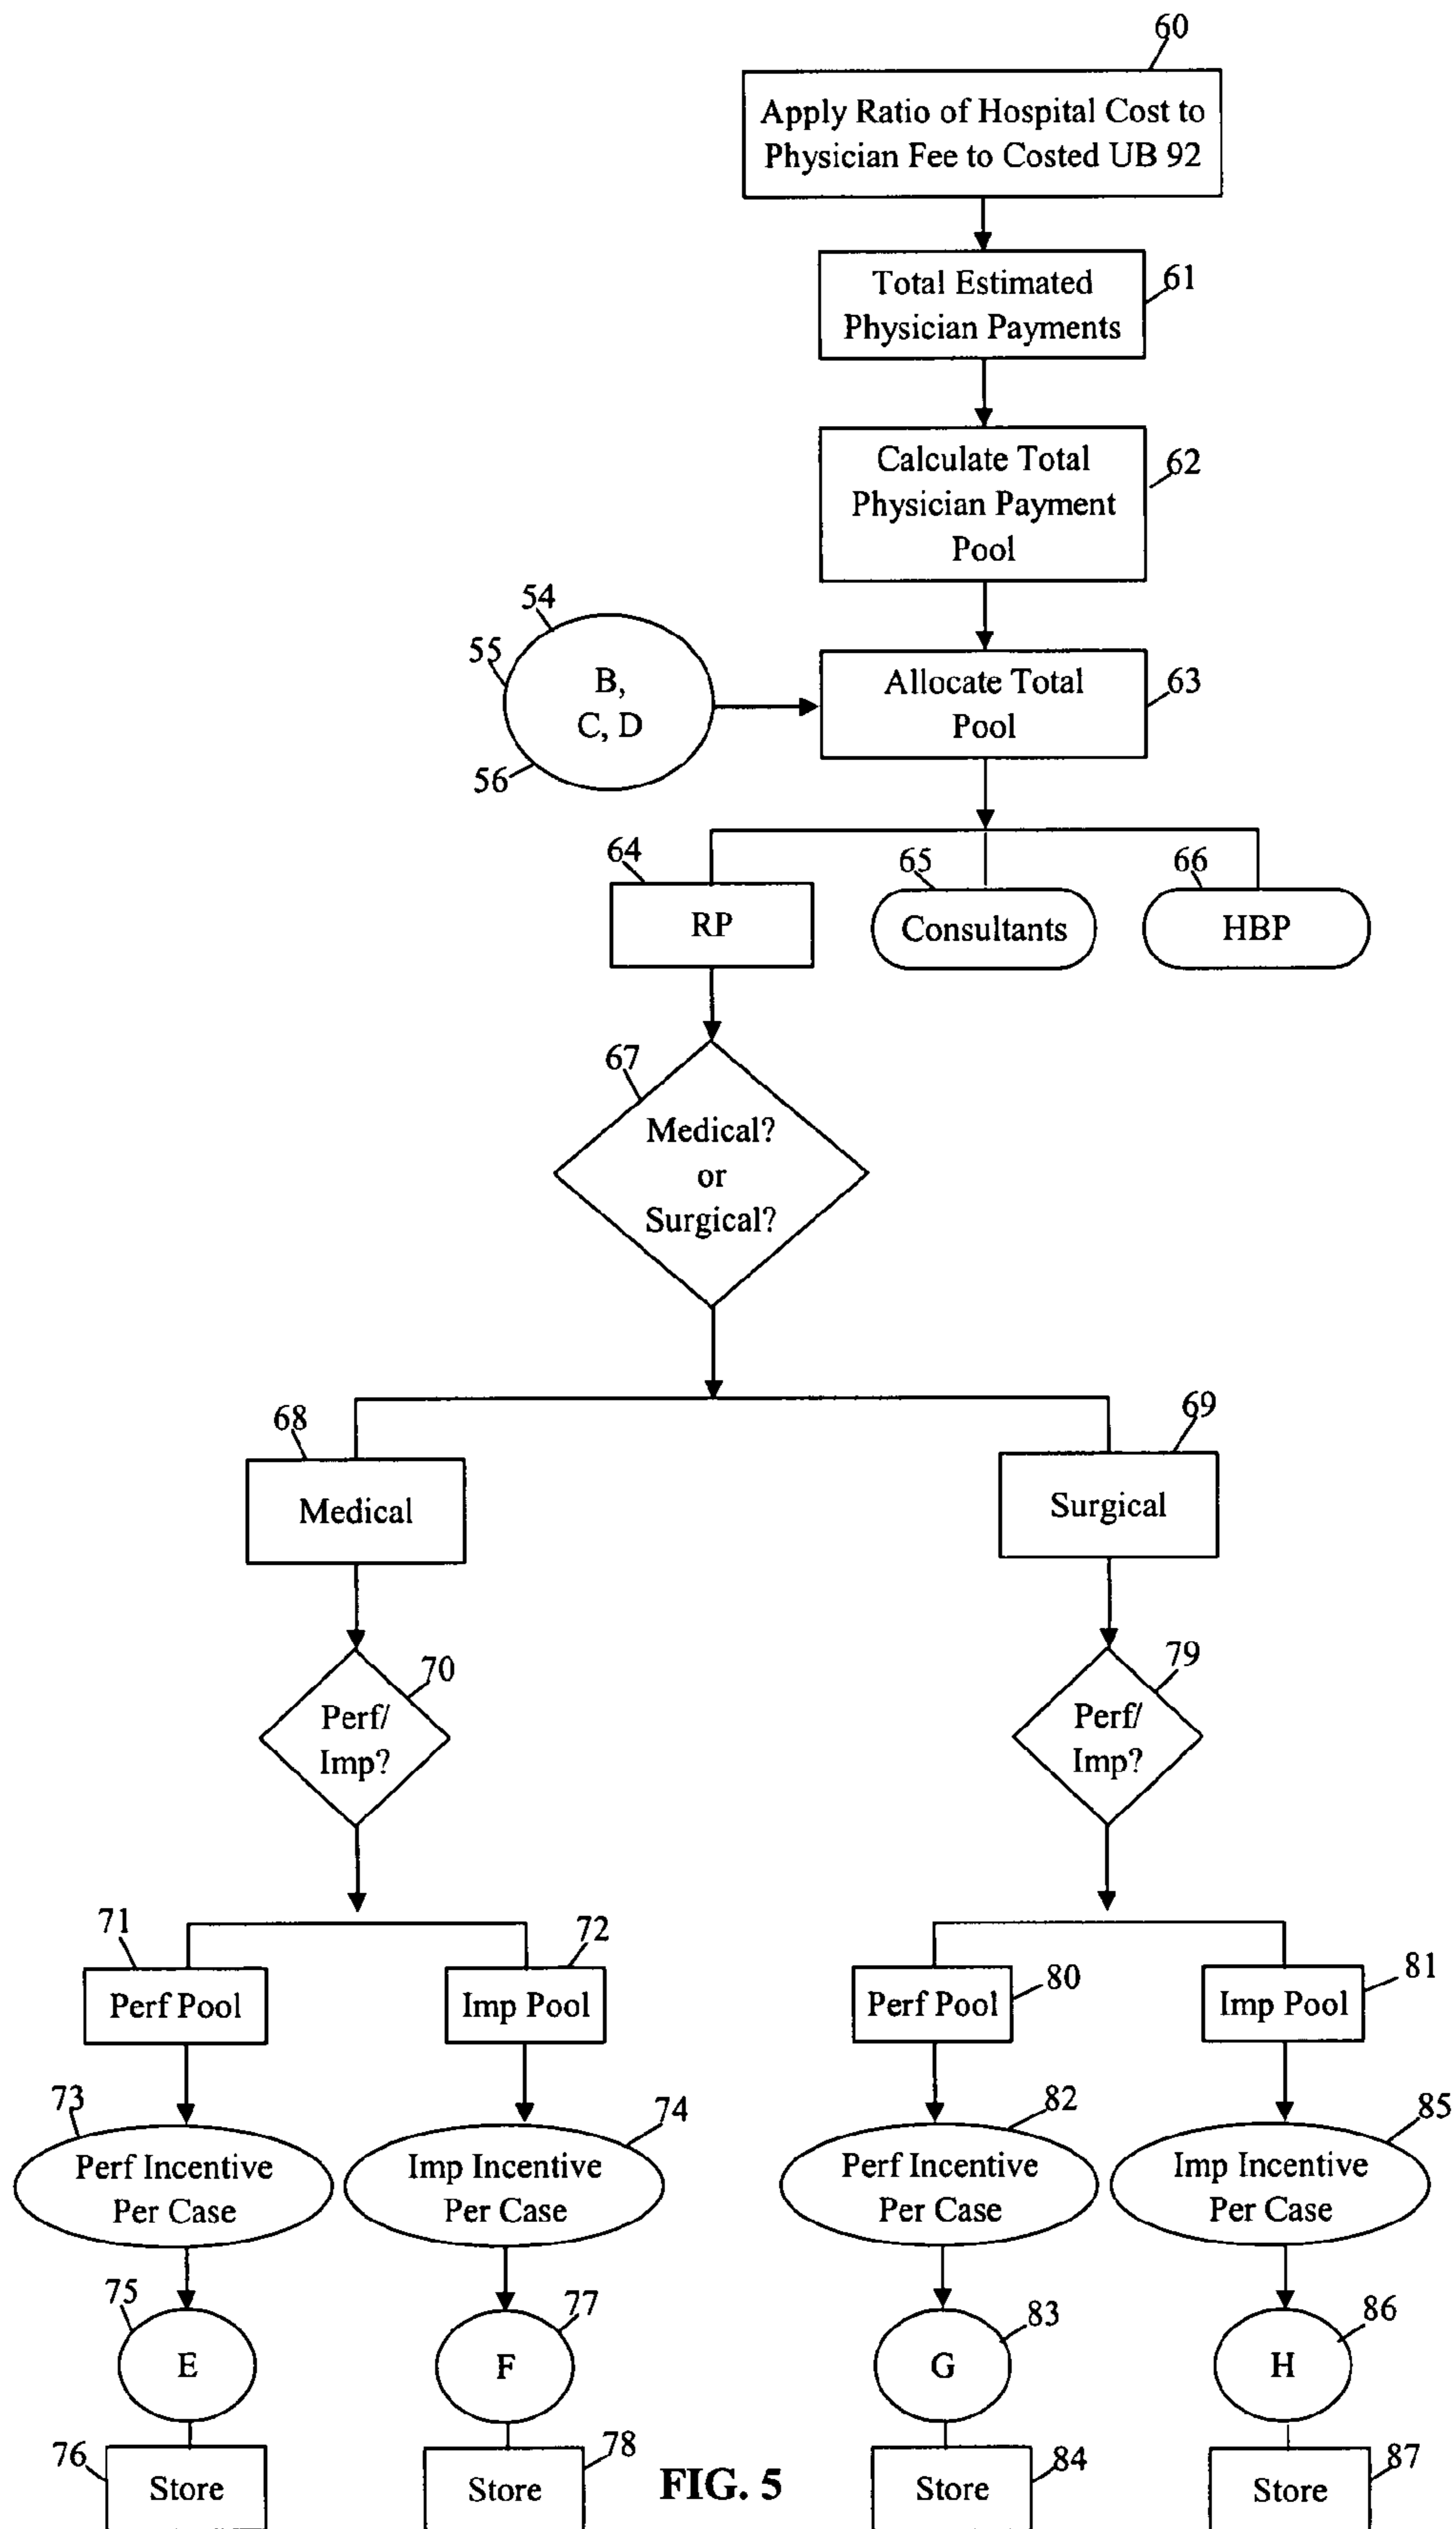 60
Apply Ratio of Hospital Cost to
Physician Fee to Costed UB 92
61
Total Estimated
Physician Payments
62
Calculate Total
Physician Payment
Pool
54
55
B,
C, D
56
63
Allocate Total
Pool
64
RP
65
Consultants
66
HBP
67
Medical?
or
Surgical?
68
Medical
69
Surgical
70
Perf/
Imp?
79
Perf/
Imp?
71
Perf Pool
72
Imp Pool
80
Perf Pool
81
Imp Pool
73
Perf Incentive
Per Case
74
Imp Incentive
Per Case
82
Perf Incentive
Per Case
85
Imp Incentive
Per Case
75
E
77
F
83
G
86
H
76
Store
78
Store
FIG. 5
84
Store
87
Store